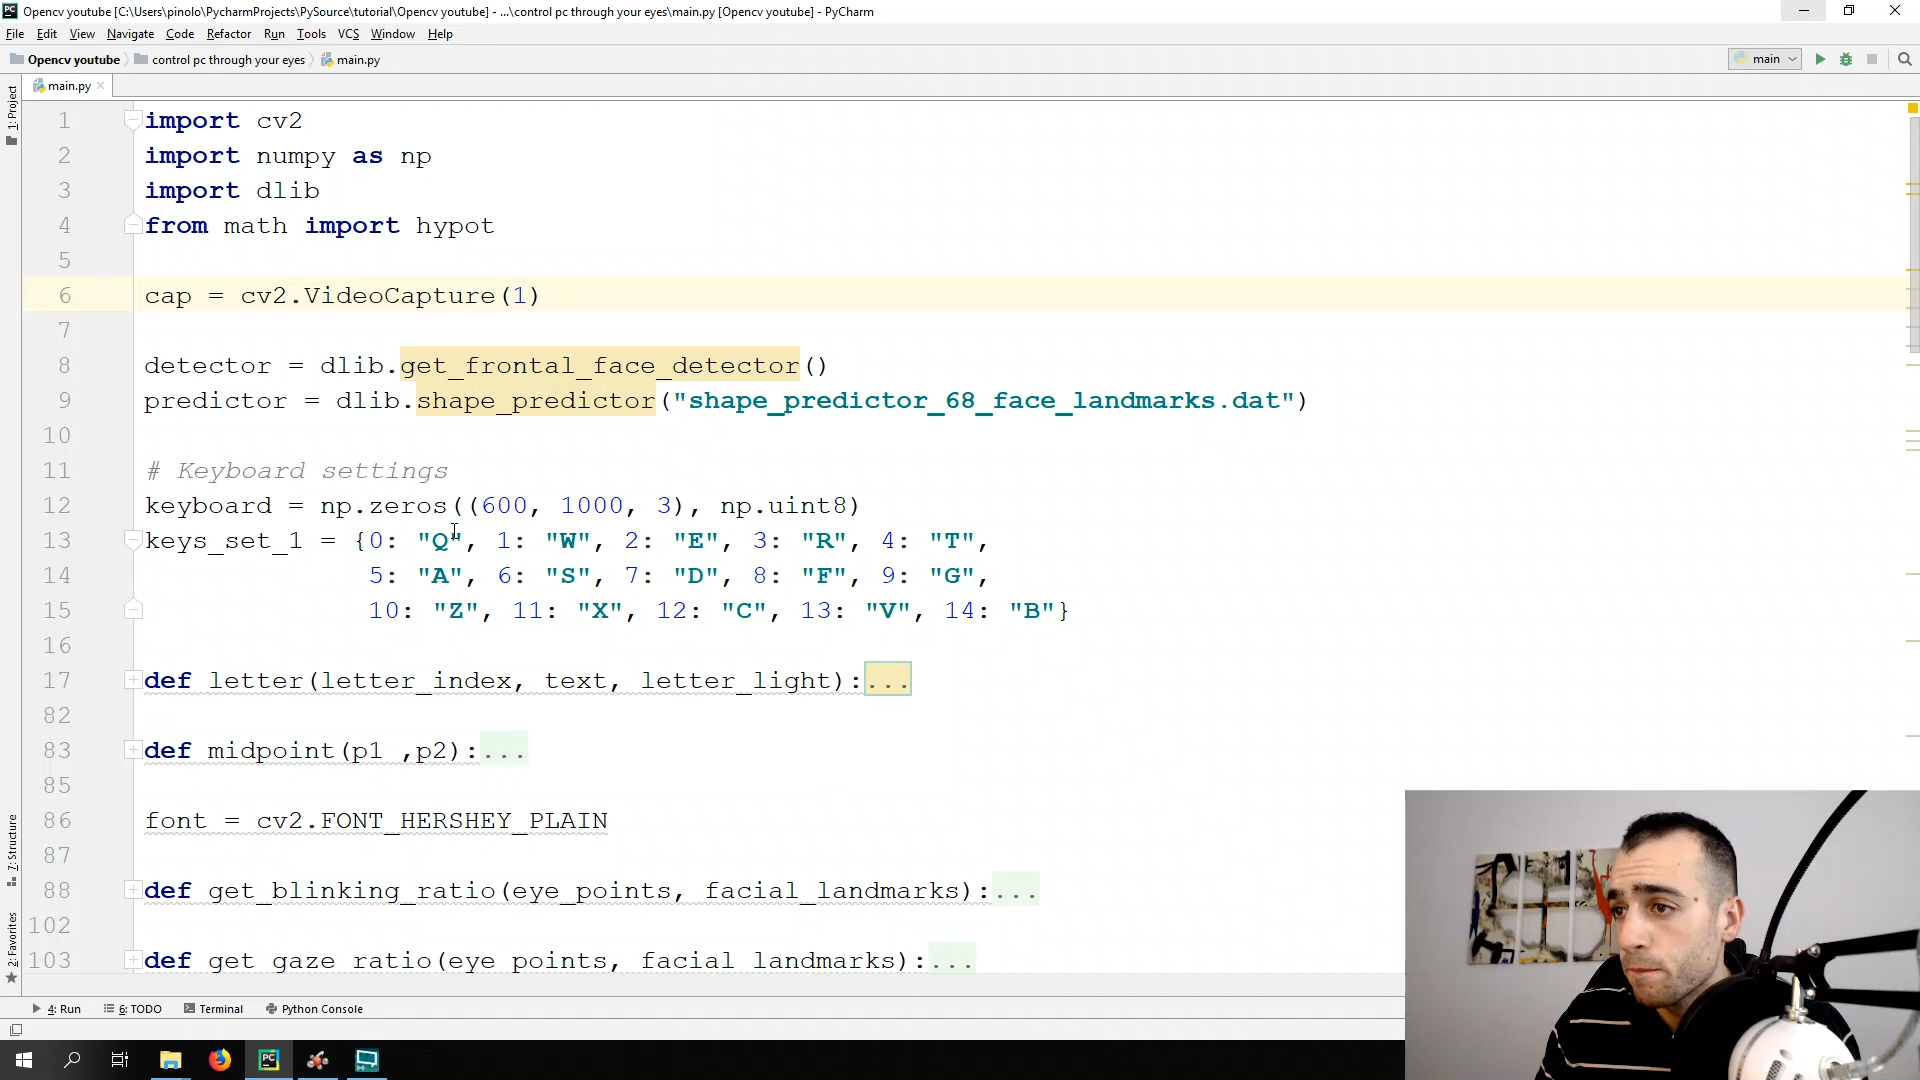 Opencv youtube [C:\Users\pinolo\PycharmProjects\PySource\tutorial\Opencv youtube] - ...\control pc through your eyes\main.py [Opencv youtube] - PyCharm
File Edit View Navigate Code Refactor Run Tools VCS Window Help
Opencv youtube control pc through your eyes main.py main
main.py
1: Project
1 import cv2
2 import numpy as np
3 import dlib
4 from math import hypot
5
6 cap = cv2.VideoCapture(1)
7
8 detector = dlib.get_frontal_face_detector()
9 predictor = dlib.shape_predictor("shape_predictor_68_face_landmarks.dat")
10
11 # Keyboard settings
12 keyboard = np.zeros((600, 1000, 3), np.uint8)
13 keys_set_1 = {0: "Q", 1: "W", 2: "E", 3: "R", 4: "T",
14 5: "A", 6: "S", 7: "D", 8: "F", 9: "G",
15 10: "Z", 11: "X", 12: "C", 13: "V", 14: "B"}
16
17 def letter(letter_index, text, letter_light):...
82
83 def midpoint(p1 ,p2):...
85
86 font = cv2.FONT_HERSHEY_PLAIN
87
88 def get_blinking_ratio(eye_points, facial_landmarks):...
102
103 def get_gaze_ratio(eye_points, facial_landmarks):...
7: Structure
2: Favorites
4: Run 6: TODO Terminal Python Console